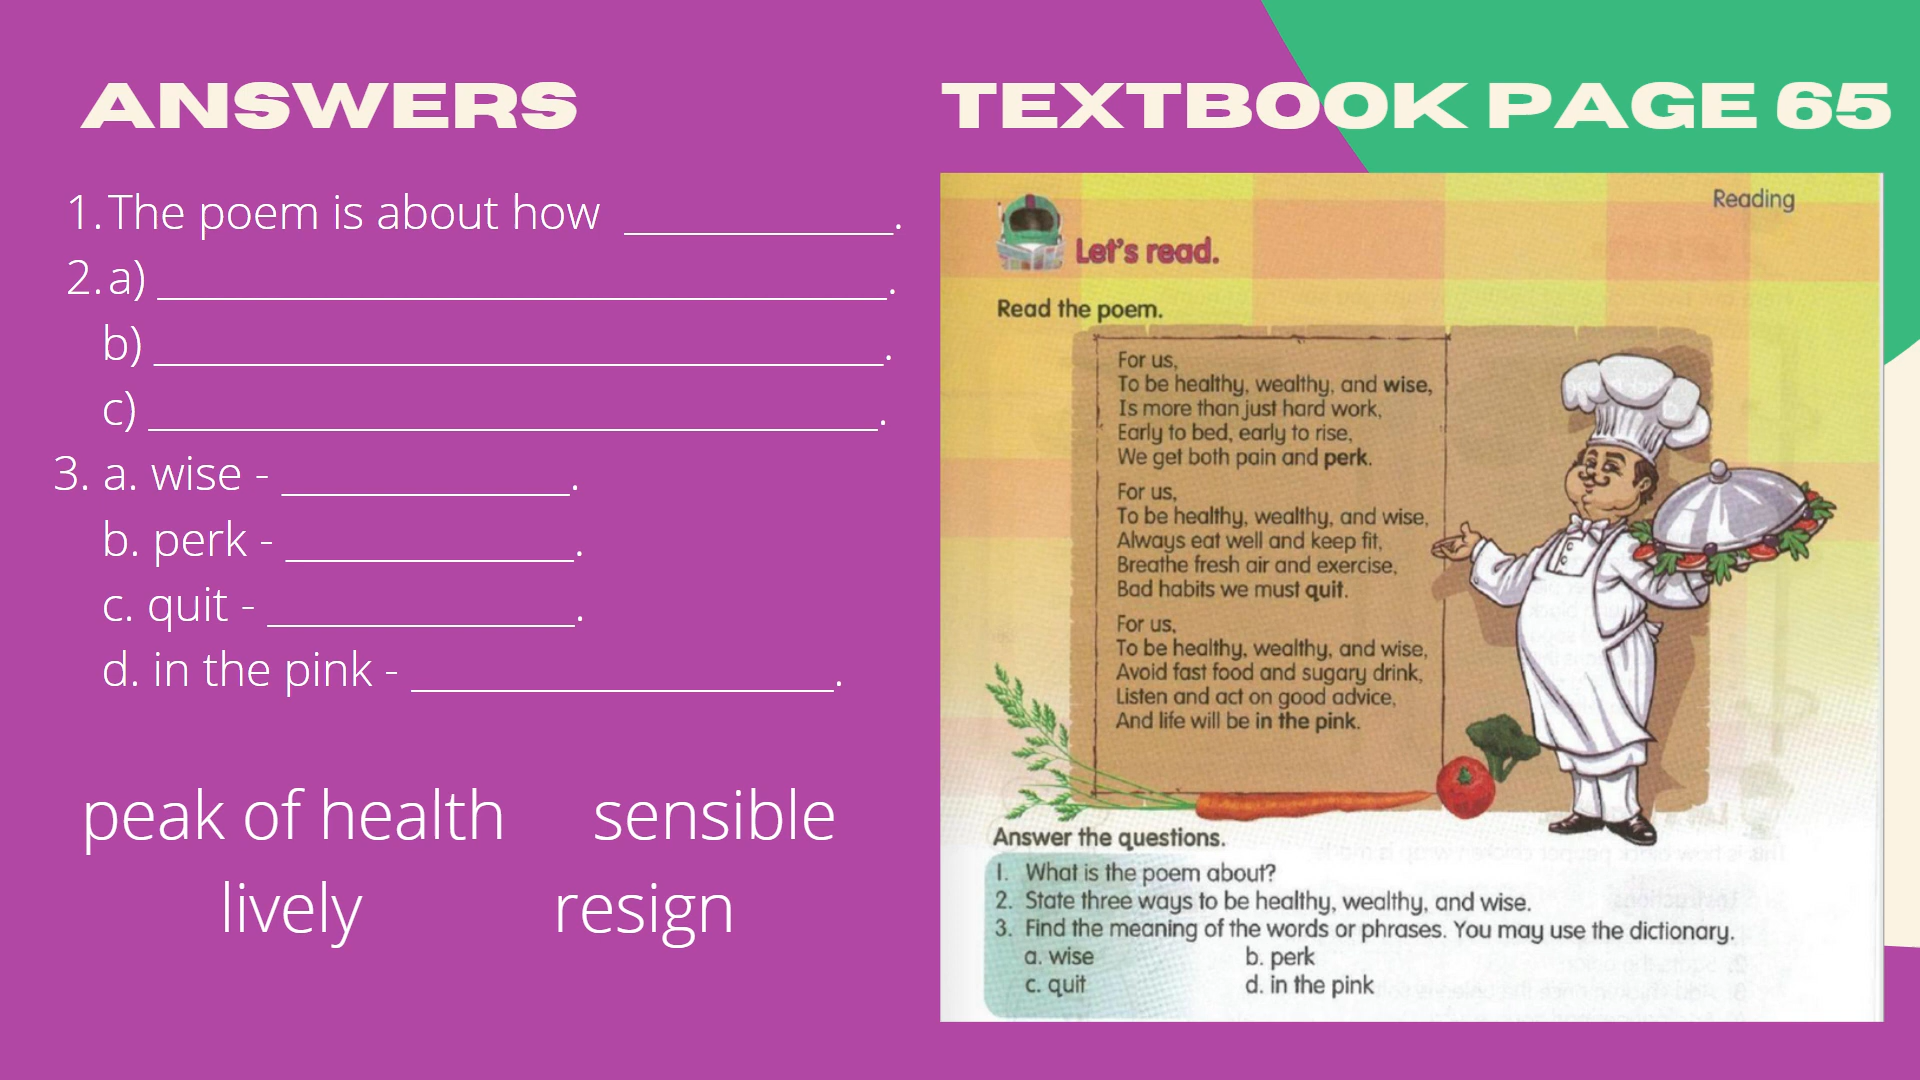 ANSWERS
1. The poem is about how ____________.
2. a) ______________________________.
b) ______________________________.
c) ______________________________.
3. a. wise - ____________.
b. perk - ____________.
c. quit - _____________.
d. in the pink - __________________.
peak of health sensible
lively resign
TEXTBOOK PAGE 65
Reading
Let's read.
Read the poem.
For us,
To be healthy, wealthy, and wise,
Is more than just hard work,
Early to bed, early to rise,
We get both pain and perk.
For us,
To be healthy, wealthy, and wise,
Always eat well and keep fit,
Breathe fresh air and exercise,
Bad habits we must quit.
For us,
To be healthy, wealthy, and wise,
Avoid fast food and sugary drink,
Listen and act on good advice,
And life will be in the pink.
Answer the questions.
1. What is the poem about?
2. State three ways to be healthy, wealthy, and wise.
3. Find the meaning of the words or phrases. You may use the dictionary.
a. wise b. perk
c. quit d. in the pink